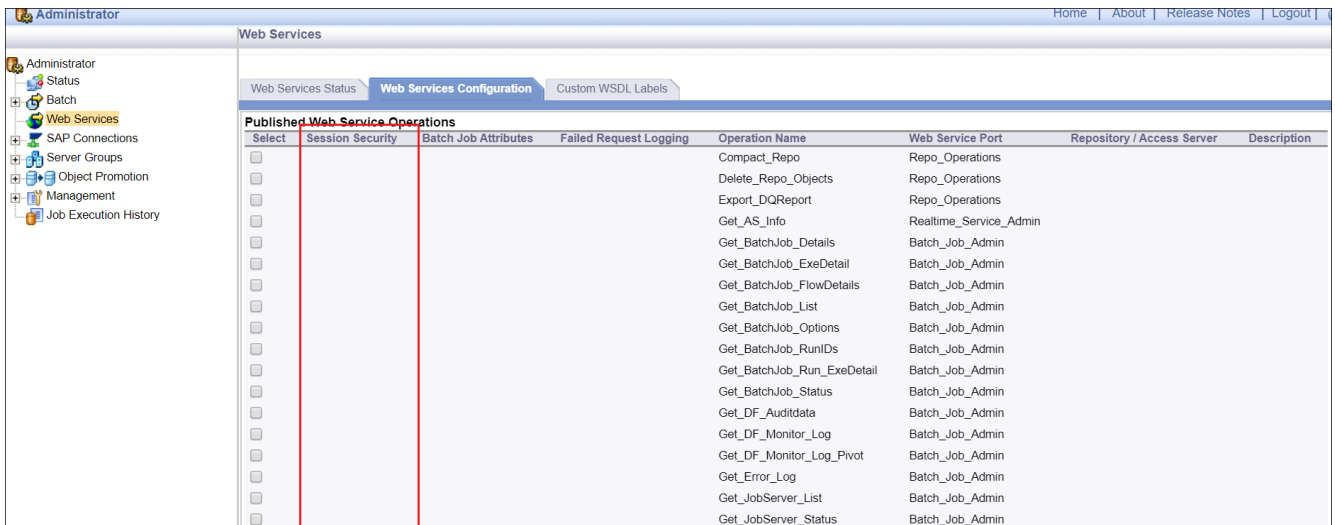 Administrator
Home | About | Release Notes | Logout |
Web Services
Administrator
Status
Batch
Web Services
SAP Connections
Server Groups
Object Promotion
Management
Job Execution History
Web Services Status Web Services Configuration Custom WSDL Labels
Published Web Service Operations
Select Session Security Batch Job Attributes Failed Request Logging Operation Name Web Service Port Repository / Access Server Description
Compact_Repo Repo_Operations
Delete_Repo_Objects Repo_Operations
Export_DQReport Repo_Operations
Get_AS_Info Realtime_Service_Admin
Get_BatchJob_Details Batch_Job_Admin
Get_BatchJob_ExeDetail Batch_Job_Admin
Get_BatchJob_FlowDetails Batch_Job_Admin
Get_BatchJob_List Batch_Job_Admin
Get_BatchJob_Options Batch_Job_Admin
Get_BatchJob_RunIDs Batch_Job_Admin
Get_BatchJob_Run_ExeDetail Batch_Job_Admin
Get_BatchJob_Status Batch_Job_Admin
Get_DF_Auditdata Batch_Job_Admin
Get_DF_Monitor_Log Batch_Job_Admin
Get_DF_Monitor_Log_Pivot Batch_Job_Admin
Get_Error_Log Batch_Job_Admin
Get_JobServer_List Batch_Job_Admin
Get_JobServer_Status Batch_Job_Admin